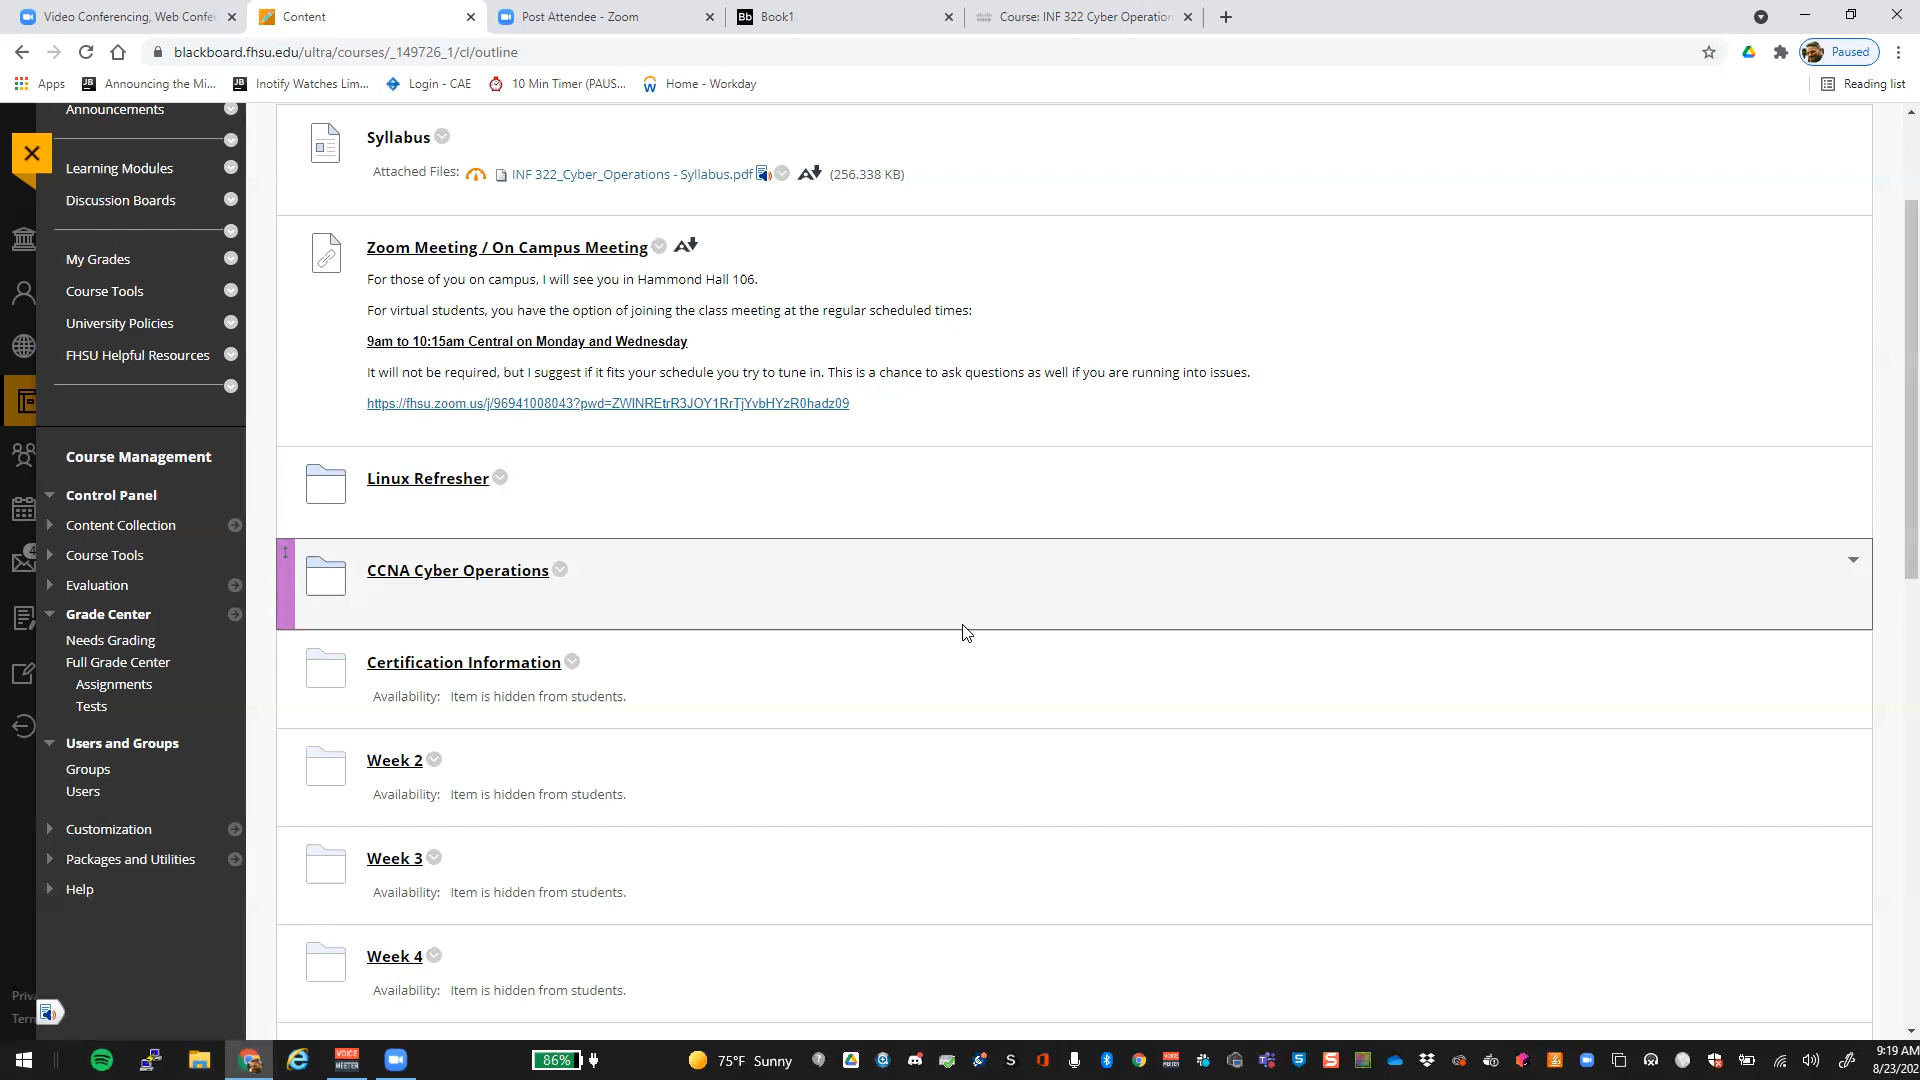 Video Conferencing, Web Confe
Content
Post Attendee - Zoom
Bb
Book1
Course: INF 322 Cyber Operation
blackboard.fhsu.edu/ultra/courses/_149726_1/cl/outline
Paused
Apps
JB
Announcing the Mi...
JB
Inotify Watches Lim...
Login - CAE
10 Min Timer (PAUS...
Home - Workday
Reading list
Announcements
Learning Modules
Discussion Boards
My Grades
Course Tools
University Policies
FHSU Helpful Resources
Course Management
Control Panel
Content Collection
Course Tools
Evaluation
Grade Center
Needs Grading
Full Grade Center
Assignments
Tests
Users and Groups
Groups
Users
Customization
Packages and Utilities
Help
4
Priva
Term
Syllabus
Attached Files: INF 322_Cyber_Operations - Syllabus.pdf (256.338 KB)
Zoom Meeting / On Campus Meeting
For those of you on campus, I will see you in Hammond Hall 106.
For virtual students, you have the option of joining the class meeting at the regular scheduled times:
9am to 10:15am Central on Monday and Wednesday
It will not be required, but I suggest if it fits your schedule you try to tune in. This is a chance to ask questions as well if you are running into issues.
https://fhsu.zoom.us/j/96941008043?pwd=ZWlNREtrR3JOY1RrTjYvbHYzR0hadz09
Linux Refresher
CCNA Cyber Operations
Certification Information
Availability: Item is hidden from students.
Week 2
Availability: Item is hidden from students.
Week 3
Availability: Item is hidden from students.
Week 4
Availability: Item is hidden from students.
VOICE
MEETER
86%
75°F Sunny
9:19 AM
8/23/202